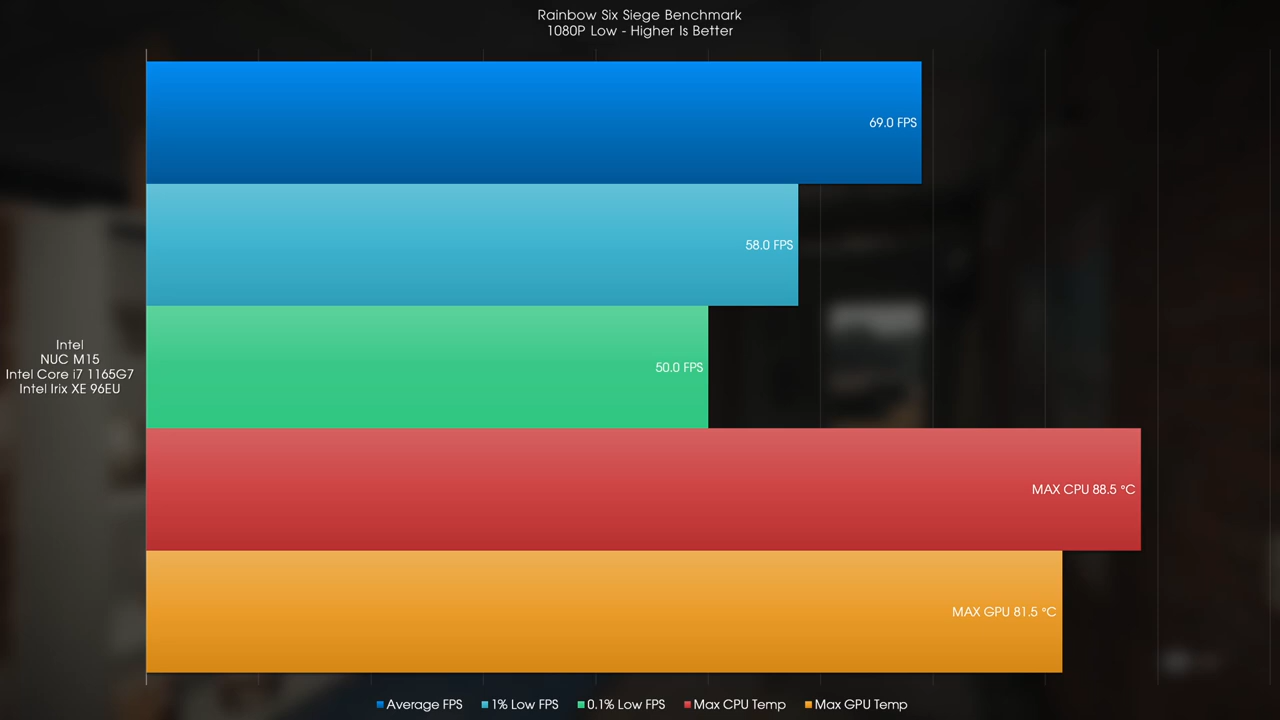 Rainbow Six Siege Benchmark
1080P Low - Higher Is Better
69.0 FPS
58.0 FPS
50.0 FPS
Intel
NUC M15
Intel Core i7 1165G7
Intel Irix XE 96EU
MAX CPU 88.5 °C
MAX GPU 81.5 °C
Average FPS 1% Low FPS 0.1% Low FPS Max CPU Temp Max GPU Temp